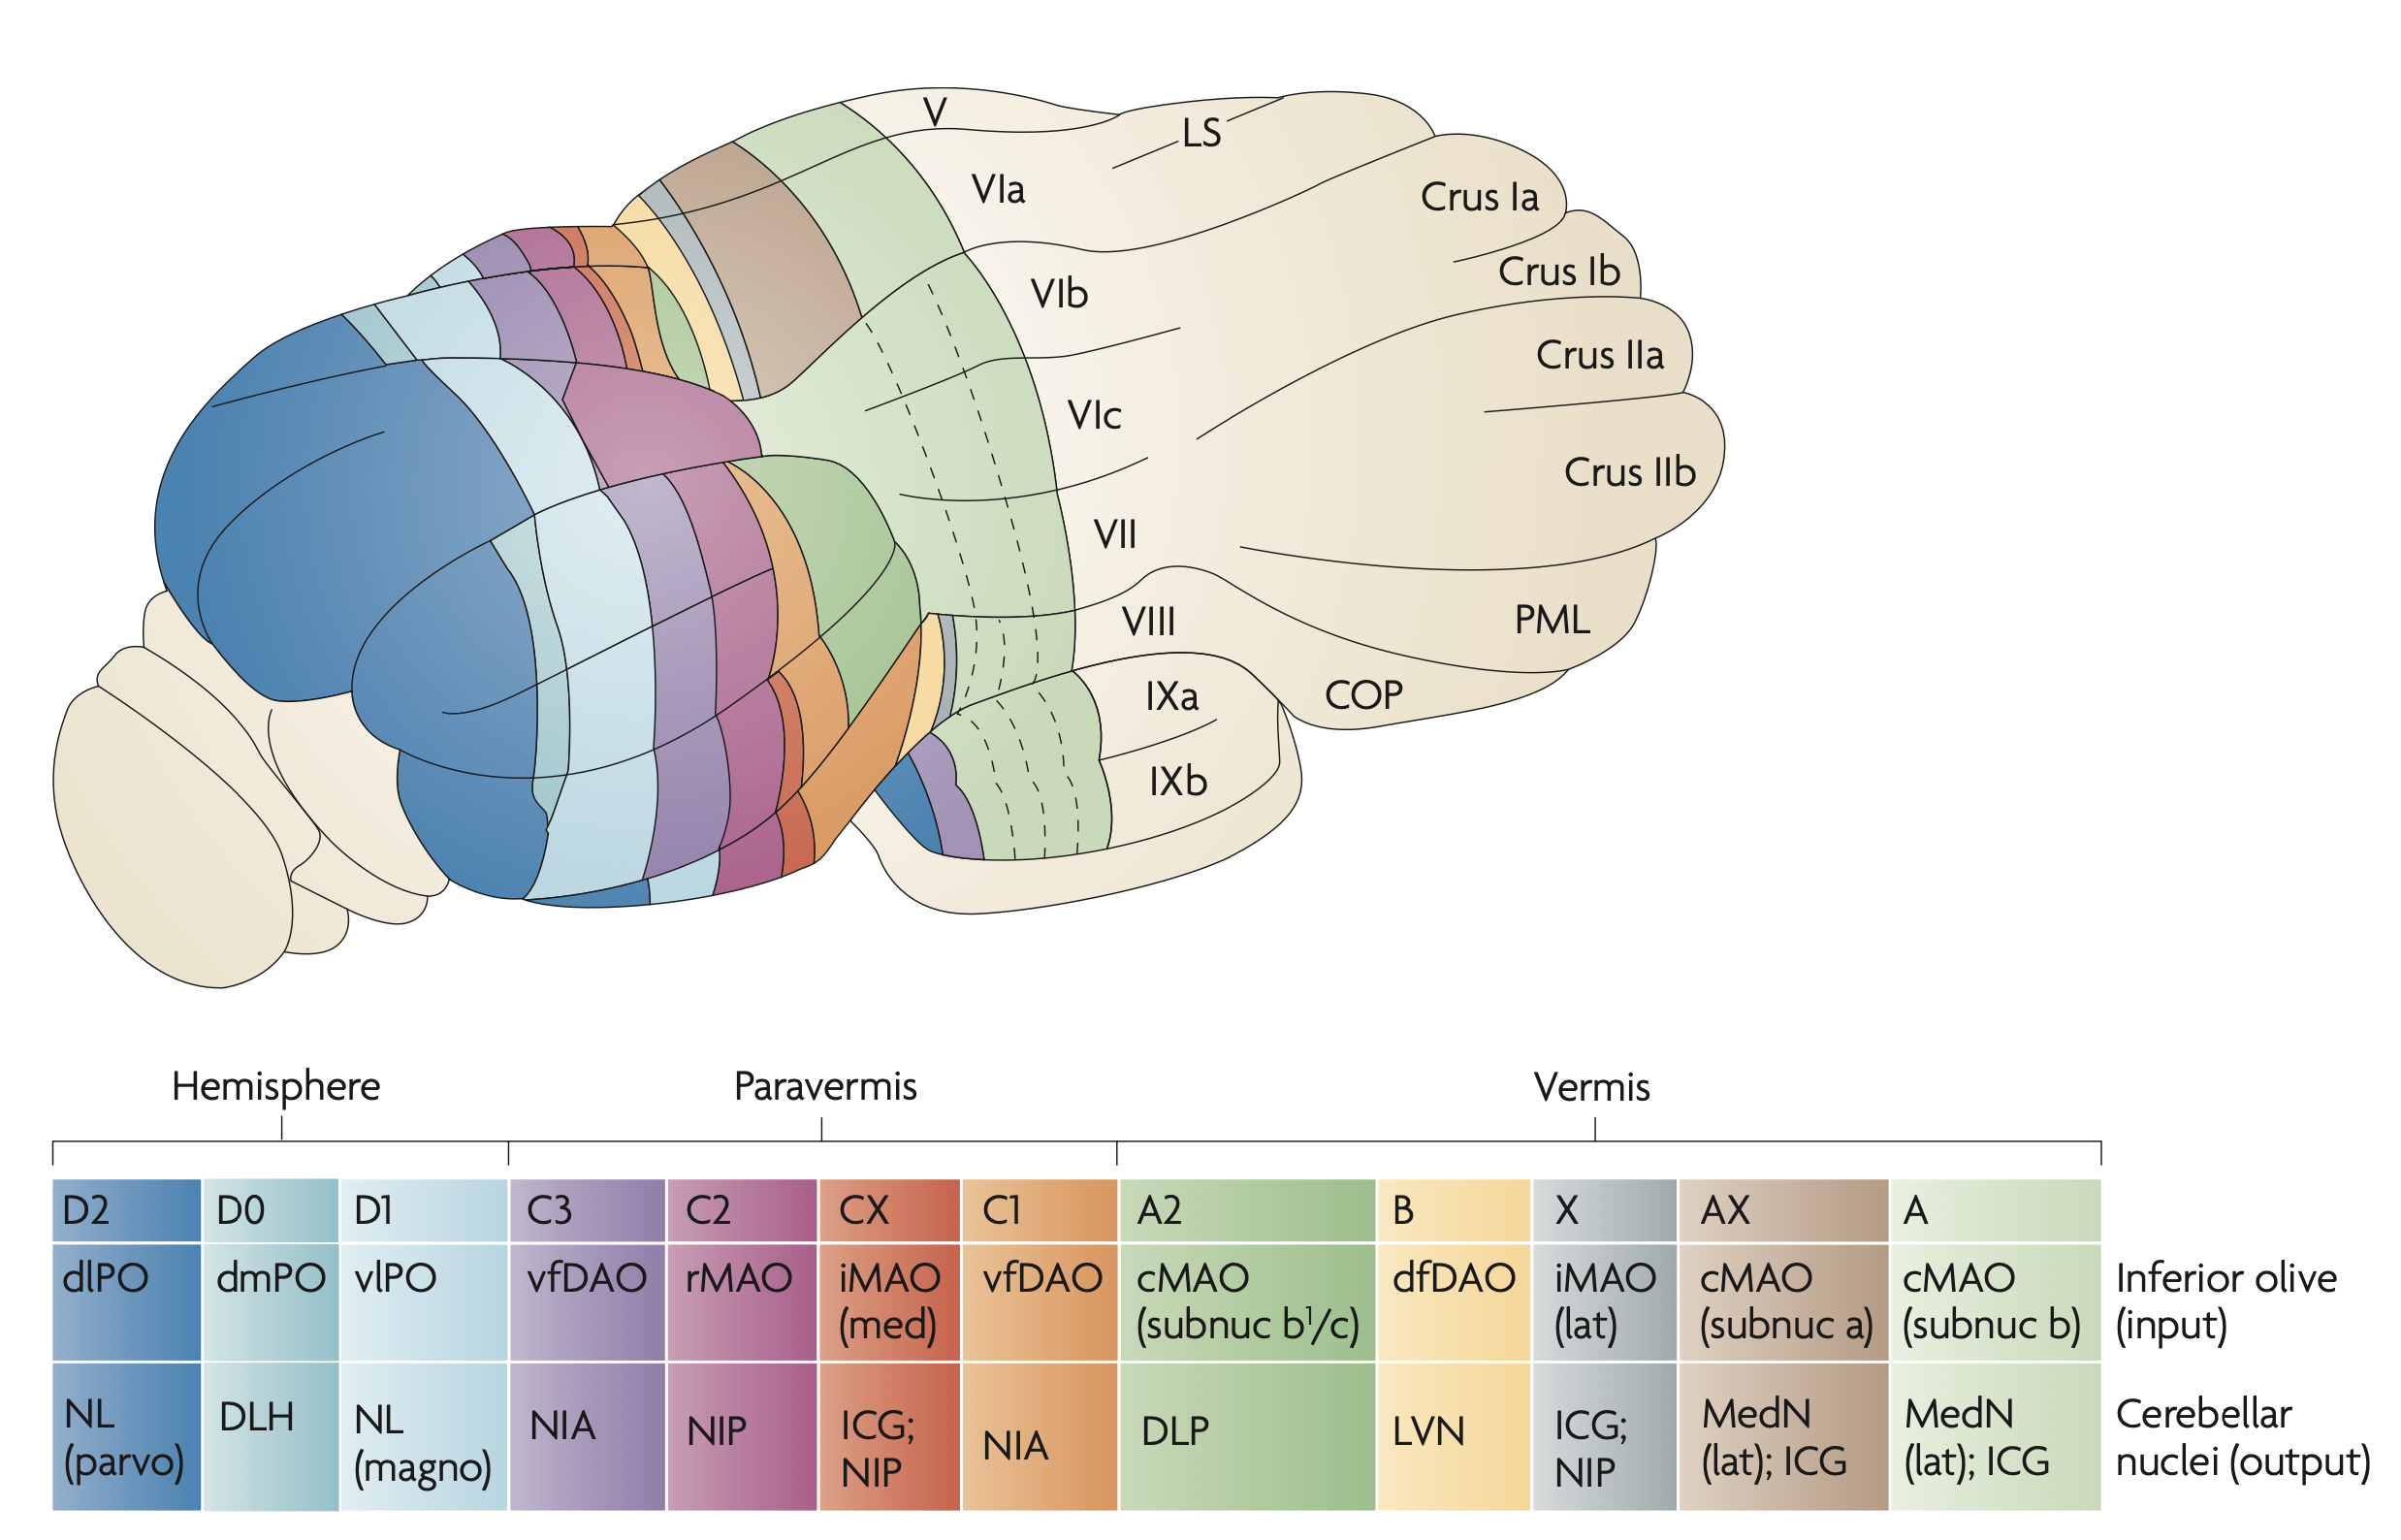 V
LS
VIa
Crus Ia
Crus Ib
VIb
Crus IIa
VIc
Crus IIb
VII
VIII
PML
IXa
COP
IXb
Hemisphere
Paravermis
Vermis
D2
D0
D1
C3
C2
CX
C1
A2
B
X
AX
A
dlPO
dmPO
vlPO
vfDAO
rMAO
iMAO
(med)
vfDAO
cMAO
(subnuc b¹/c)
dfDAO
iMAO
(lat)
cMAO
(subnuc a)
cMAO
(subnuc b)
Inferior olive
(input)
NL
(parvo)
DLH
NL
(magno)
NIA
NIP
ICG;
NIP
NIA
DLP
LVN
ICG;
NIP
MedN
(lat); ICG
MedN
(lat); ICG
Cerebellar
nuclei (output)